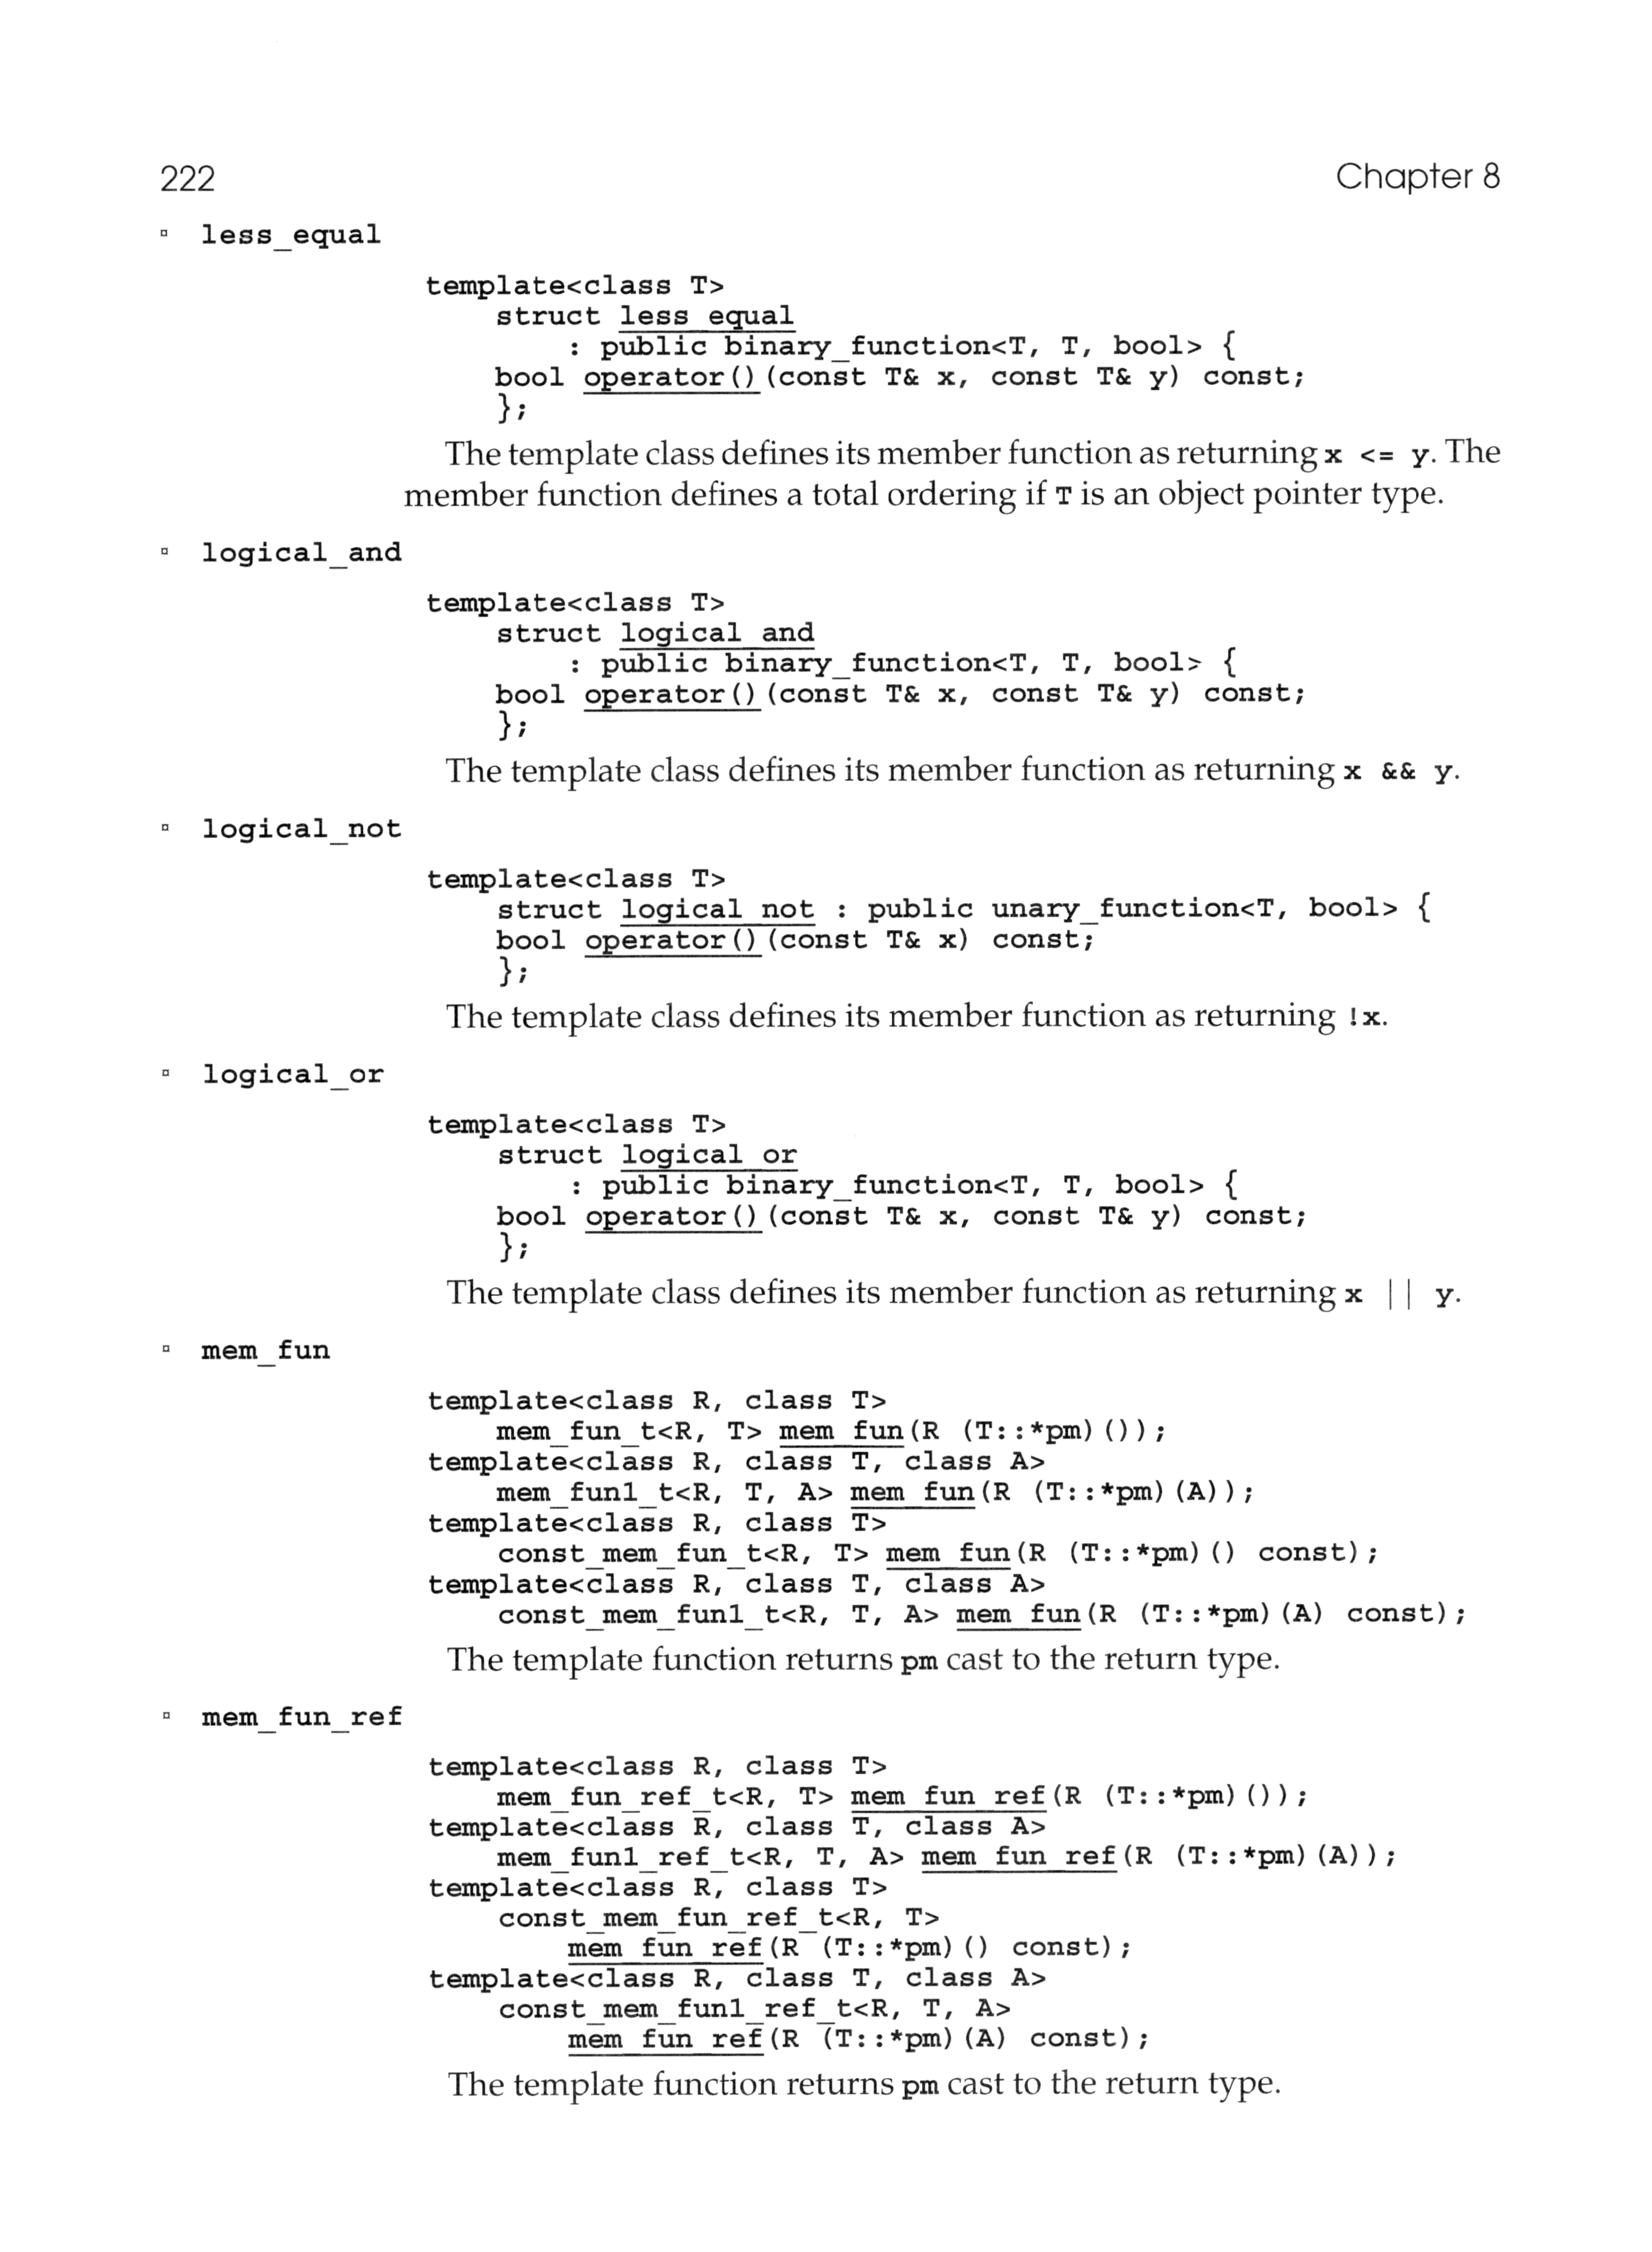 222 Chapter 8
▫ less_equal
template<class T>
    struct less_equal
        : public binary_function<T, T, bool> {
    bool operator()(const T& x, const T& y) const;
    };
The template class defines its member function as returning x <= y. The
member function defines a total ordering if T is an object pointer type.
▫ logical_and
template<class T>
    struct logical_and
        : public binary_function<T, T, bool> {
    bool operator()(const T& x, const T& y) const;
    };
The template class defines its member function as returning x && y.
▫ logical_not
template<class T>
    struct logical_not : public unary_function<T, bool> {
    bool operator()(const T& x) const;
    };
The template class defines its member function as returning !x.
▫ logical_or
template<class T>
    struct logical_or
        : public binary_function<T, T, bool> {
    bool operator()(const T& x, const T& y) const;
    };
The template class defines its member function as returning x || y.
▫ mem_fun
template<class R, class T>
    mem_fun_t<R, T> mem_fun(R (T::*pm)());
template<class R, class T, class A>
    mem_fun1_t<R, T, A> mem_fun(R (T::*pm)(A));
template<class R, class T>
    const_mem_fun_t<R, T> mem_fun(R (T::*pm)() const);
template<class R, class T, class A>
    const_mem_fun1_t<R, T, A> mem_fun(R (T::*pm)(A) const);
The template function returns pm cast to the return type.
▫ mem_fun_ref
template<class R, class T>
    mem_fun_ref_t<R, T> mem_fun_ref(R (T::*pm)());
template<class R, class T, class A>
    mem_fun1_ref_t<R, T, A> mem_fun_ref(R (T::*pm)(A));
template<class R, class T>
    const_mem_fun_ref_t<R, T>
        mem_fun_ref(R (T::*pm)() const);
template<class R, class T, class A>
    const_mem_fun1_ref_t<R, T, A>
        mem_fun_ref(R (T::*pm)(A) const);
The template function returns pm cast to the return type.